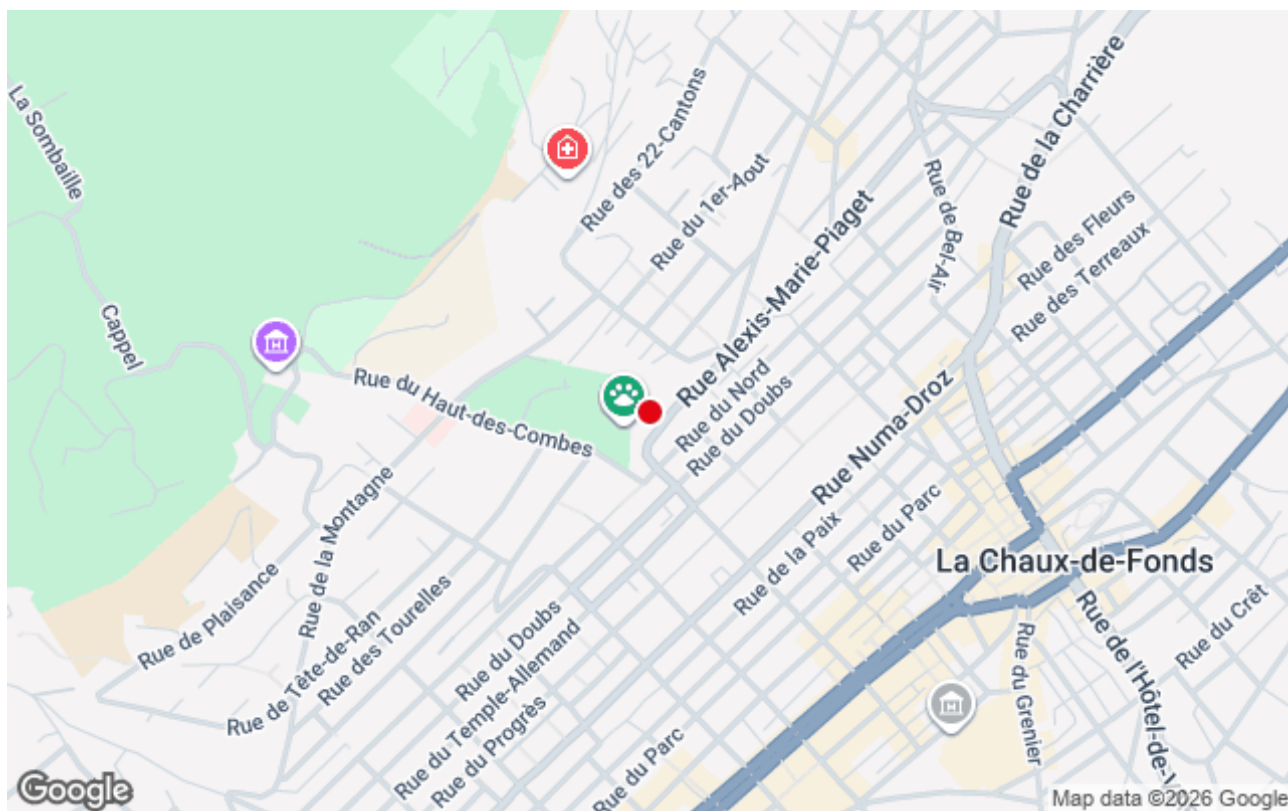 La Sombaille
Cappel
Rue des 22-Cantons
Rue du 1er-Aout
Rue Alexis-Marie-Piaget
Rue de Bel-Air
Rue de la Charrière
Rue des Fleurs
Rue des Terreaux
Rue du Haut-des-Combes
Rue du Nord
Rue du Doubs
Rue Numa-Droz
Rue du Parc
Rue de la Paix
La Chaux-de-Fonds
Rue de la Montagne
Rue de Plaisance
Rue de Tête-de-Ran
Rue des Tourelles
Rue du Doubs
Rue du Temple-Allemand
Rue du Progrès
Rue du Parc
Rue du Grenier
Rue de l'Hôtel-de-V
Rue du Crêt
Google
Map data ©2026 Google